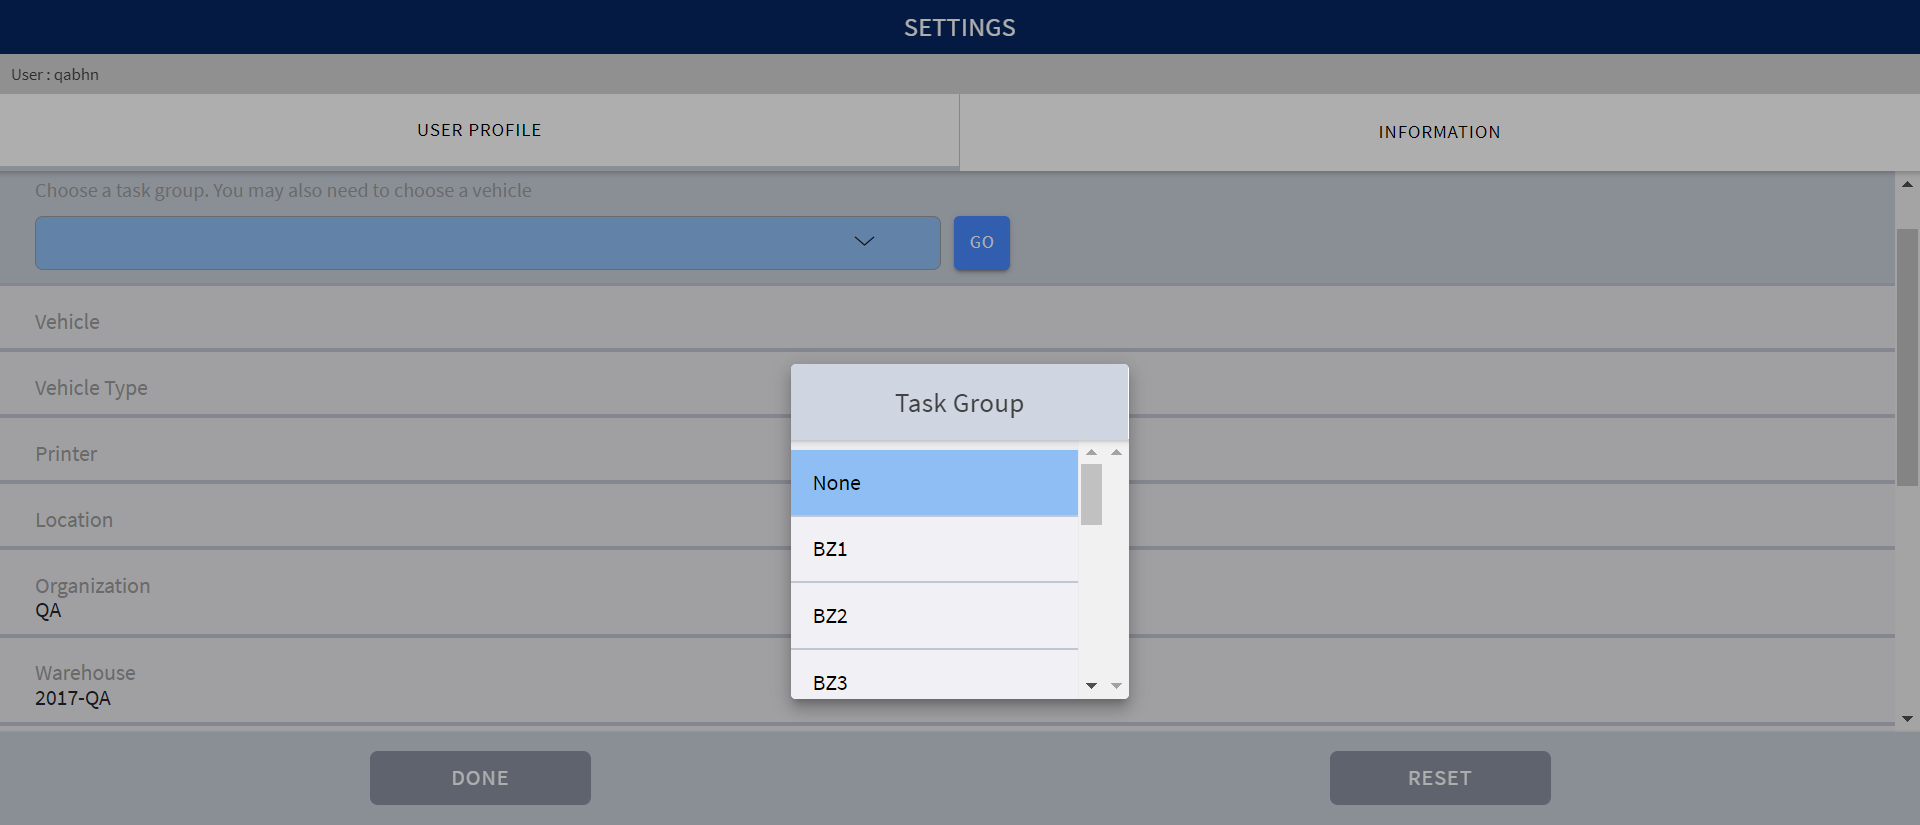 SETTINGS
User : qabhn
USER PROFILE
INFORMATION
Choose a task group. You may also need to choose a vehicle
GO
Vehicle
Vehicle Type
Printer
Location
Organization
QA
Warehouse
2017-QA
Task Group
None
BZ1
BZ2
BZ3
DONE
RESET